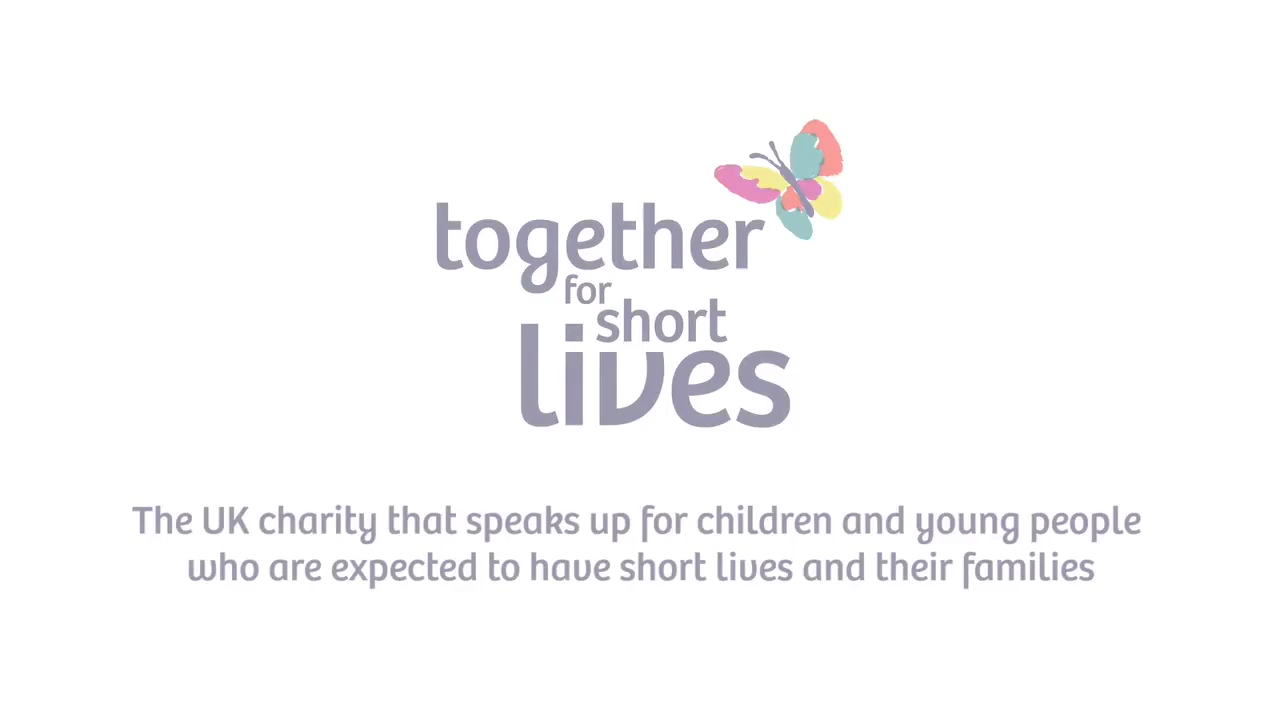 together
for
short
lives
The UK charity that speaks up for children and young people
who are expected to have short lives and their families